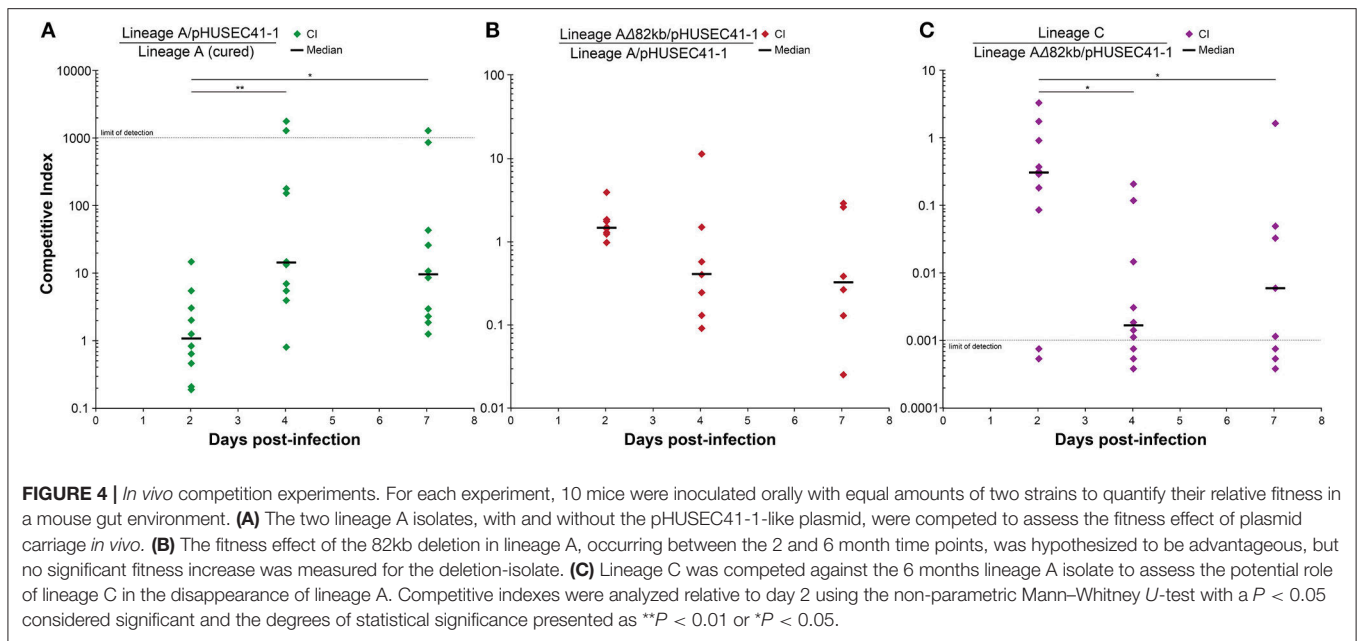 A
Lineage A/pHUSEC41-1
Lineage A (cured)
CI
Median
10000
1000
100
10
1
0.1
**
*
limit of detection
Competitive Index
0 1 2 3 4 5 6 7 8
Days post-infection
B
Lineage AΔ82kb/pHUSEC41-1
Lineage A/pHUSEC41-1
CI
Median
100
10
1
0.1
0.01
0 1 2 3 4 5 6 7 8
Days post-infection
C
Lineage C
Lineage AΔ82kb/pHUSEC41-1
CI
Median
10
1
0.1
0.01
0.001
0.0001
*
*
limit of detection
0 1 2 3 4 5 6 7 8
Days post-infection
FIGURE 4 | In vivo competition experiments. For each experiment, 10 mice were inoculated orally with equal amounts of two strains to quantify their relative fitness in
a mouse gut environment. (A) The two lineage A isolates, with and without the pHUSEC41-1-like plasmid, were competed to assess the fitness effect of plasmid
carriage in vivo. (B) The fitness effect of the 82kb deletion in lineage A, occurring between the 2 and 6 month time points, was hypothesized to be advantageous, but
no significant fitness increase was measured for the deletion-isolate. (C) Lineage C was competed against the 6 months lineage A isolate to assess the potential role
of lineage C in the disappearance of lineage A. Competitive indexes were analyzed relative to day 2 using the non-parametric Mann–Whitney U-test with a P < 0.05
considered significant and the degrees of statistical significance presented as **P < 0.01 or *P < 0.05.